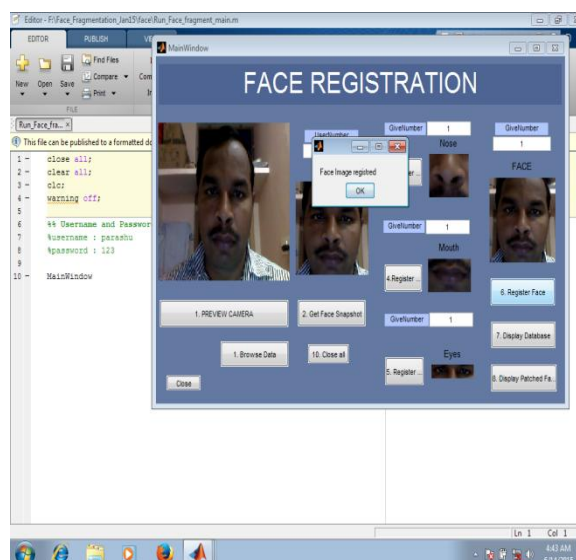 Editor - F:\Face_Fragmentation_Jan15\face\Run_Face_fragment_main.m
EDITOR
PUBLISH
New
Open
Save
Find Files
Compare
Print
FILE
Run_Face_fra...
This file can be published to a formatted do
1 - close all;
2 - clear all;
3 - clc;
4 - warning off;
5
6 %% Username and Passwor
7 %username : parashu
8 %password : 123
9
10 - MainWindow
MainWindow
FACE REGISTRATION
UserNumber
Face Image registred
OK
GiveNumber 1
Nose
GiveNumber 1
Mouth
4.Register ...
GiveNumber 1
Eyes
5. Register ...
GiveNumber
1
FACE
6. Register Face
7. Display Database
8. Display Patched Fa...
1. PREVIEW CAMERA
2. Get Face Snapshot
1. Browse Data
10. Close all
Close
Ln 1 Col 1
4:43 AM